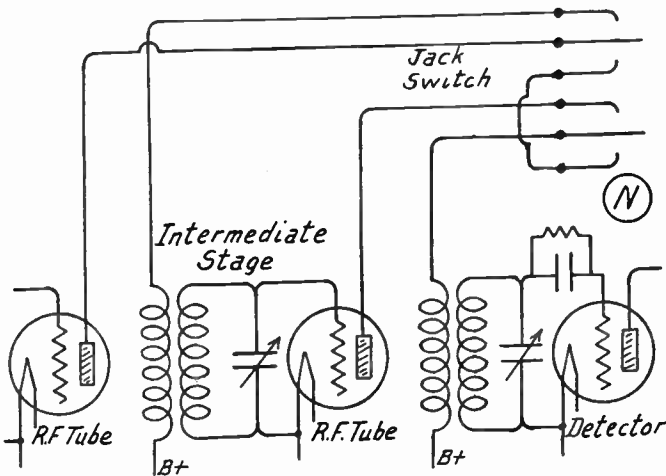 Jack
Switch
N
Intermediate
Stage
R.F. Tube
B+
R.F. Tube
B+
Detector